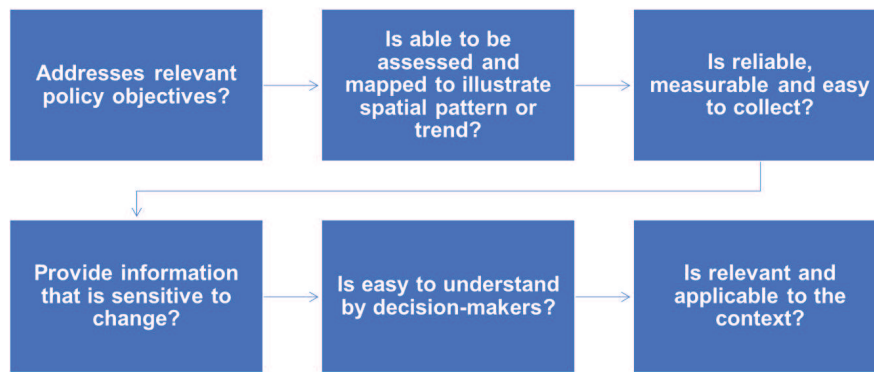 Addresses relevant
policy objectives?
Is able to be
assessed and
mapped to illustrate
spatial pattern or
trend?
Is reliable,
measurable and easy
to collect?
Provide information
that is sensitive to
change?
Is easy to understand
by decision-makers?
Is relevant and
applicable to the
context?